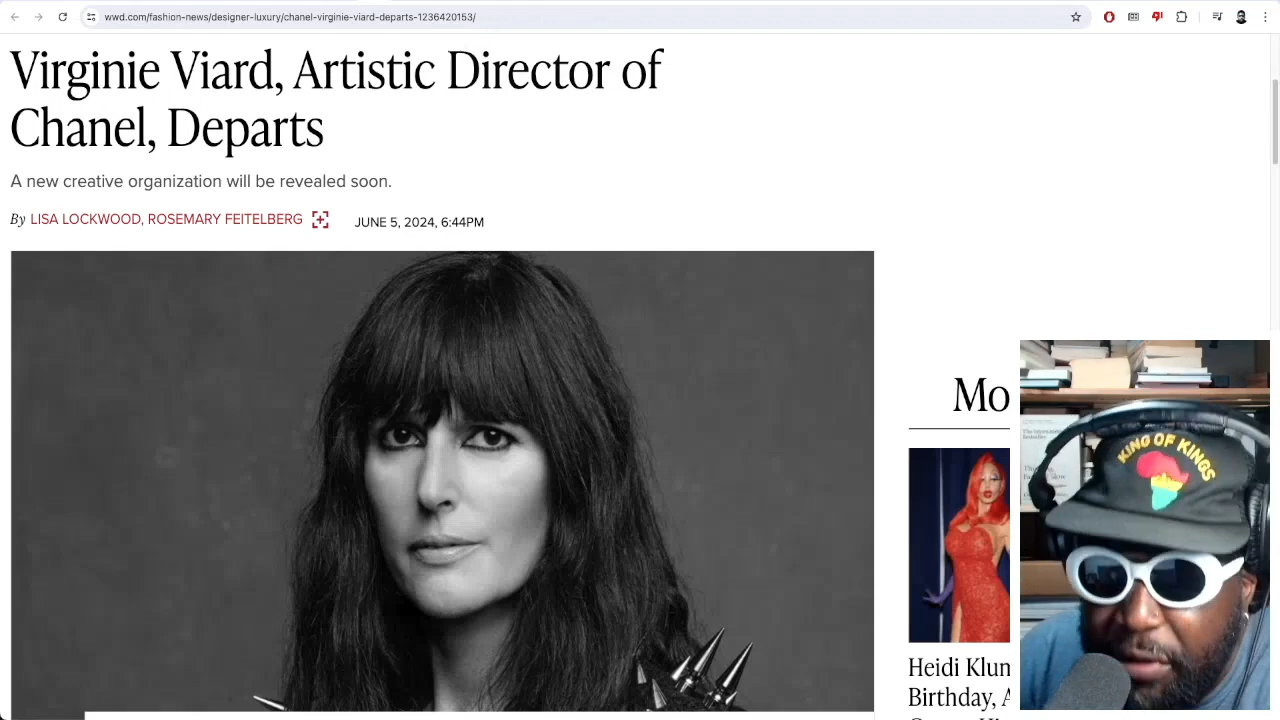 wwd.com/fashion-news/designer-luxury/chanel-virginie-viard-departs-1236420153/
Virginie Viard, Artistic Director of
Chanel, Departs
A new creative organization will be revealed soon.
By LISA LOCKWOOD, ROSEMARY FEITELBERG JUNE 5, 2024, 6:44PM
Mo
KING OF KINGS
Heidi Klum
Birthday, A